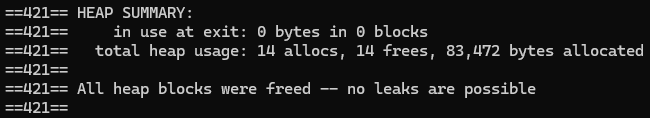 ==421== HEAP SUMMARY:
==421==     in use at exit: 0 bytes in 0 blocks
==421==   total heap usage: 14 allocs, 14 frees, 83,472 bytes allocated
==421==
==421== All heap blocks were freed -- no leaks are possible
==421==